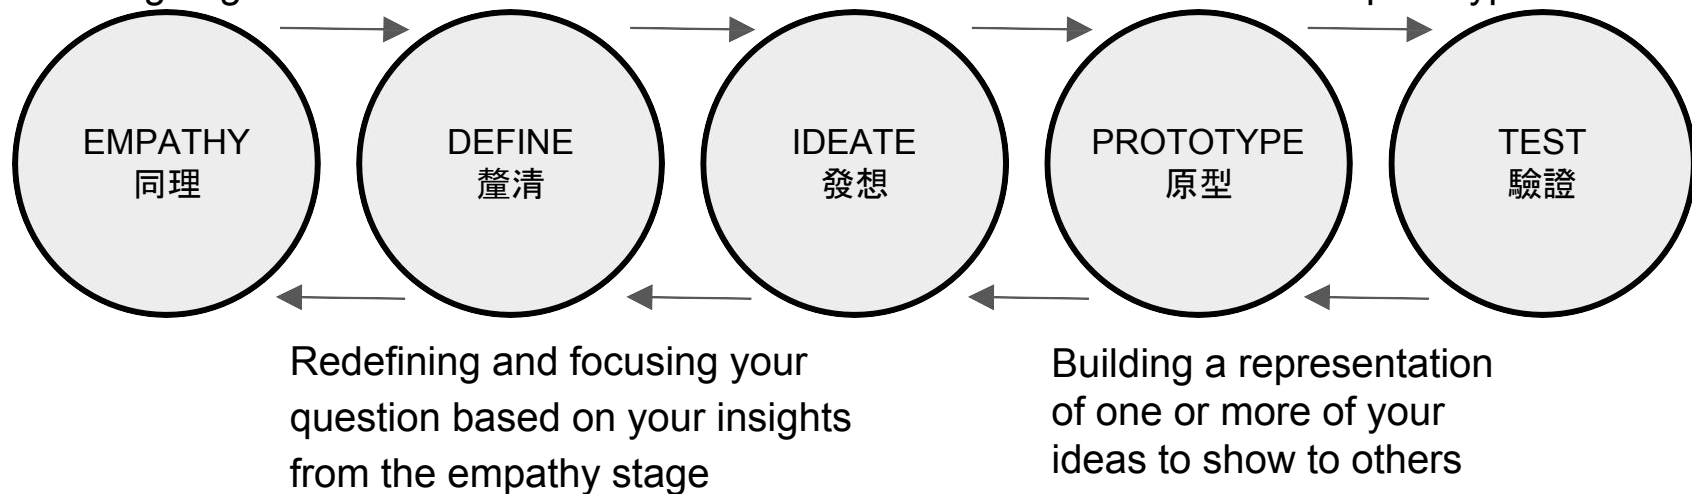 EMPATHY
同理
DEFINE
釐清
IDEATE
發想
PROTOTYPE
原型
TEST
驗證
Redefining and focusing your
question based on your insights
from the empathy stage
Building a representation
of one or more of your
ideas to show to others